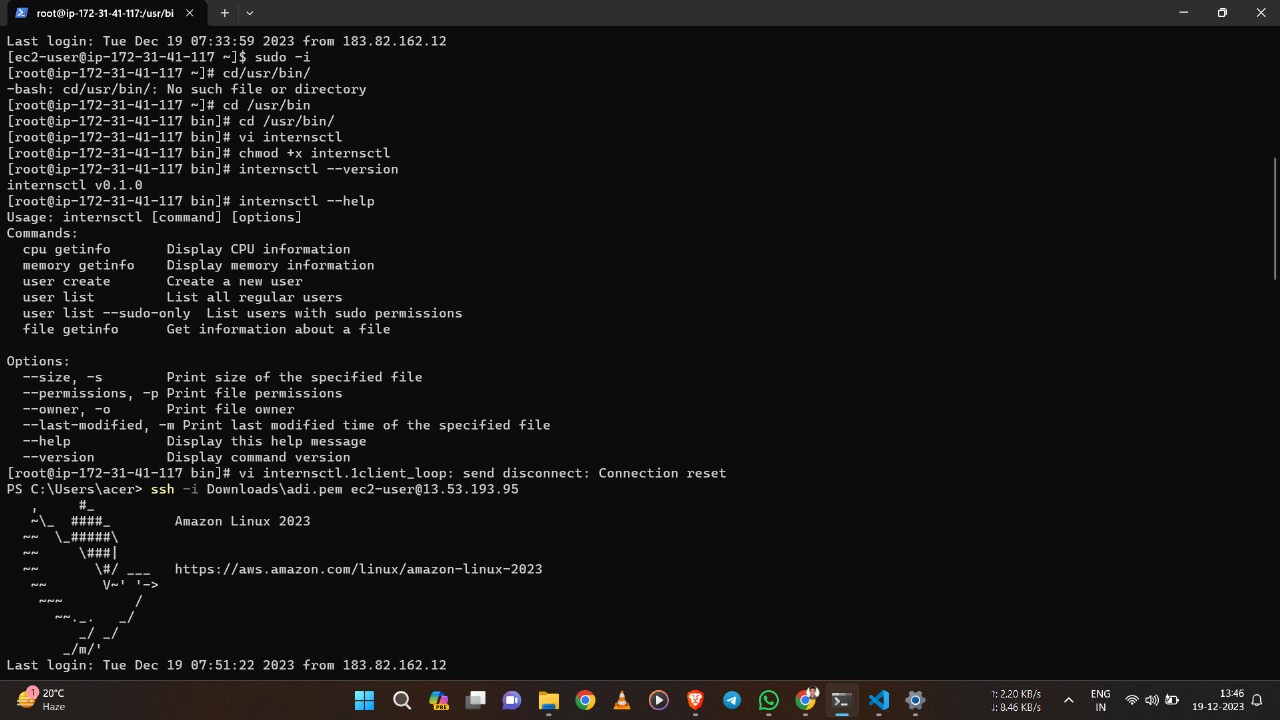 root@ip-172-31-41-117:/usr/bi
Last login: Tue Dec 19 07:33:59 2023 from 183.82.162.12
[ec2-user@ip-172-31-41-117 ~]$ sudo -i
[root@ip-172-31-41-117 ~]# cd/usr/bin/
-bash: cd/usr/bin/: No such file or directory
[root@ip-172-31-41-117 ~]# cd /usr/bin
[root@ip-172-31-41-117 bin]# cd /usr/bin/
[root@ip-172-31-41-117 bin]# vi internsctl
[root@ip-172-31-41-117 bin]# chmod +x internsctl
[root@ip-172-31-41-117 bin]# internsctl --version
internsctl v0.1.0
[root@ip-172-31-41-117 bin]# internsctl --help
Usage: internsctl [command] [options]
Commands:
  cpu getinfo       Display CPU information
  memory getinfo    Display memory information
  user create       Create a new user
  user list         List all regular users
  user list --sudo-only  List users with sudo permissions
  file getinfo      Get information about a file

Options:
  --size, -s        Print size of the specified file
  --permissions, -p Print file permissions
  --owner, -o       Print file owner
  --last-modified, -m Print last modified time of the specified file
  --help            Display this help message
  --version         Display command version
[root@ip-172-31-41-117 bin]# vi internsctl.1client_loop: send disconnect: Connection reset
PS C:\Users\acer> ssh -i Downloads\adi.pem ec2-user@13.53.193.95
   ,     #_
   ~\_  ####_        Amazon Linux 2023
  ~~  \_#####\
  ~~     \###|
  ~~       \#/ ___   https://aws.amazon.com/linux/amazon-linux-2023
   ~~       V~' '->
    ~~~         /
      ~~._.   _/
         _/ _/
       _/m/'
Last login: Tue Dec 19 07:51:22 2023 from 183.82.162.12
1
20°C
Haze
PRE
↑: 2.20 KB/s
↓: 8.46 KB/s
ENG
IN
13:46
19-12-2023